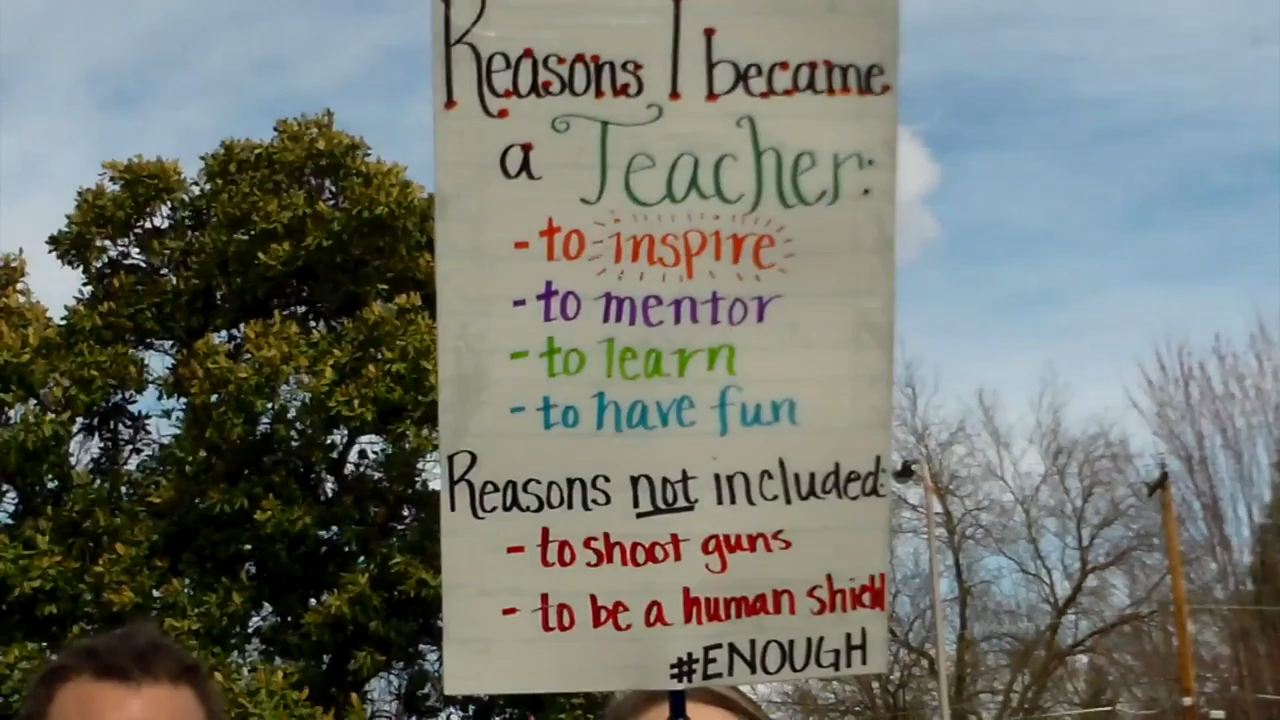 Reasons I became
a Teacher:
- to inspire
- to mentor
- to learn
- to have fun
Reasons not included:
- to shoot guns
- to be a human shield
#ENOUGH